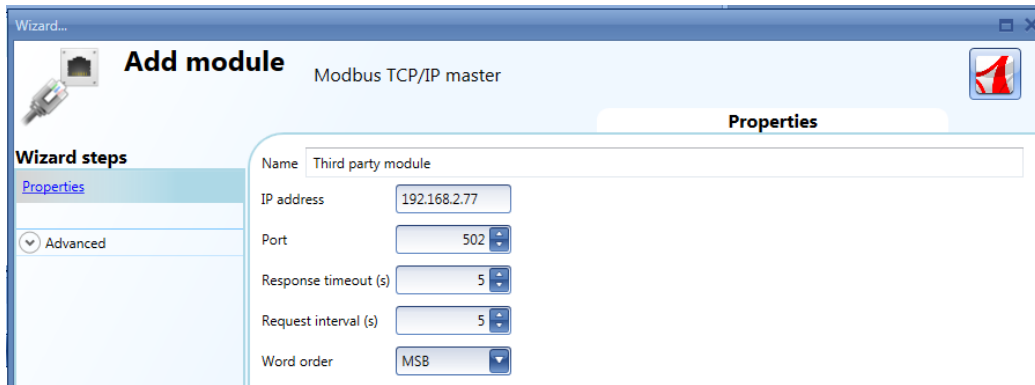 Wizard...
Add module
Modbus TCP/IP master
Properties
Wizard steps
Properties
Advanced
Name Third party module
IP address 192.168.2.77
Port 502
Response timeout (s) 5
Request interval (s) 5
Word order MSB